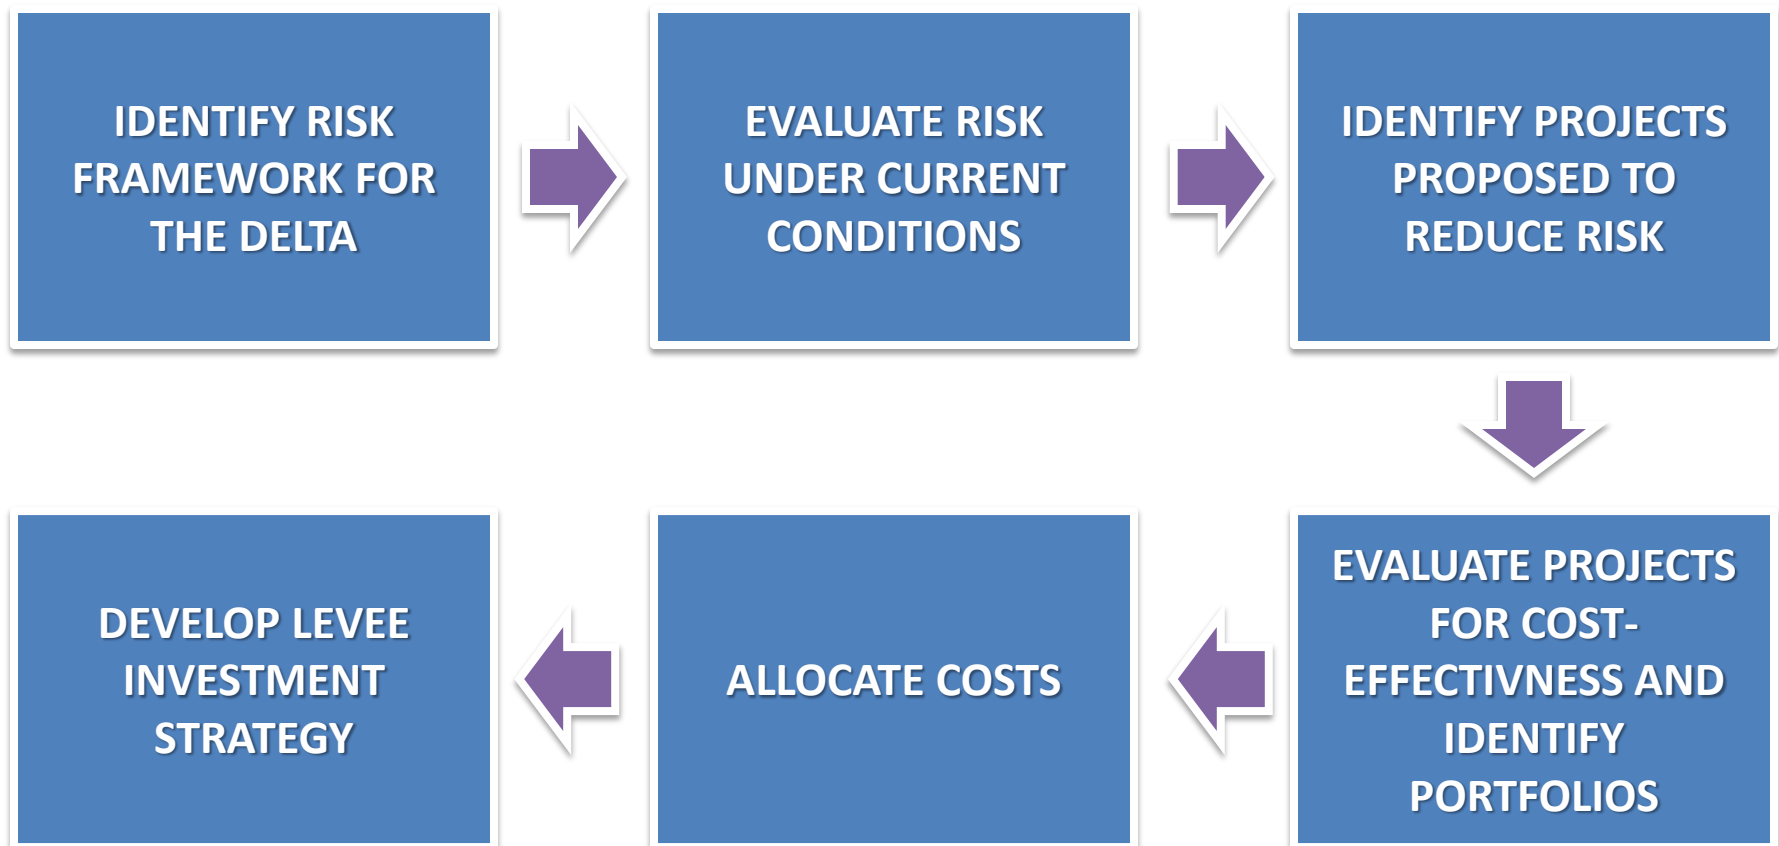 IDENTIFY RISK
FRAMEWORK FOR
THE DELTA
EVALUATE RISK
UNDER CURRENT
CONDITIONS
IDENTIFY PROJECTS
PROPOSED TO
REDUCE RISK
EVALUATE PROJECTS
FOR COST-
EFFECTIVNESS AND
IDENTIFY
PORTFOLIOS
ALLOCATE COSTS
DEVELOP LEVEE
INVESTMENT
STRATEGY